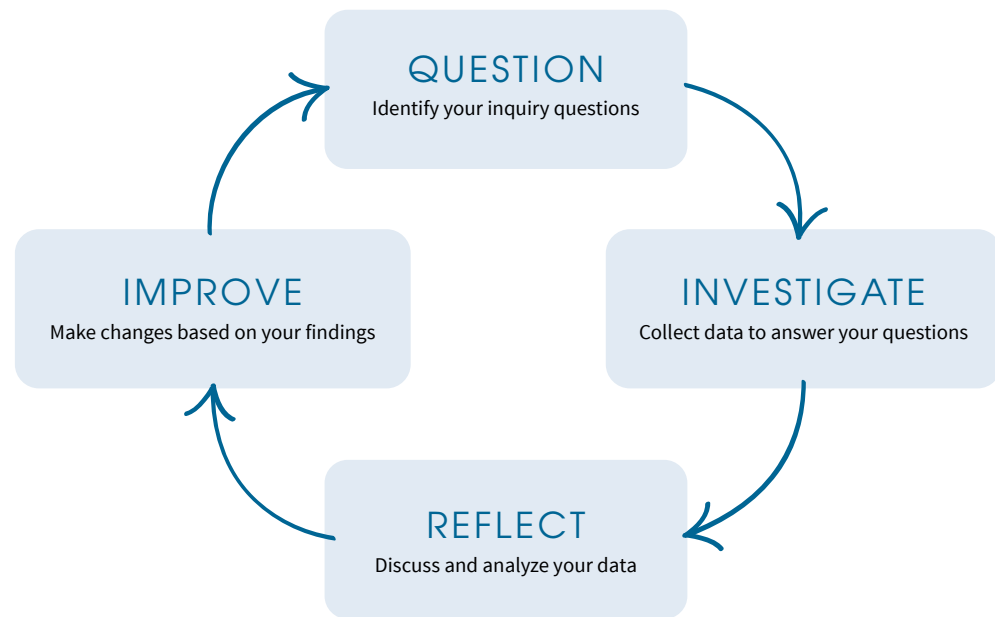 QUESTION
Identify your inquiry questions
INVESTIGATE
Collect data to answer your questions
REFLECT
Discuss and analyze your data
IMPROVE
Make changes based on your findings